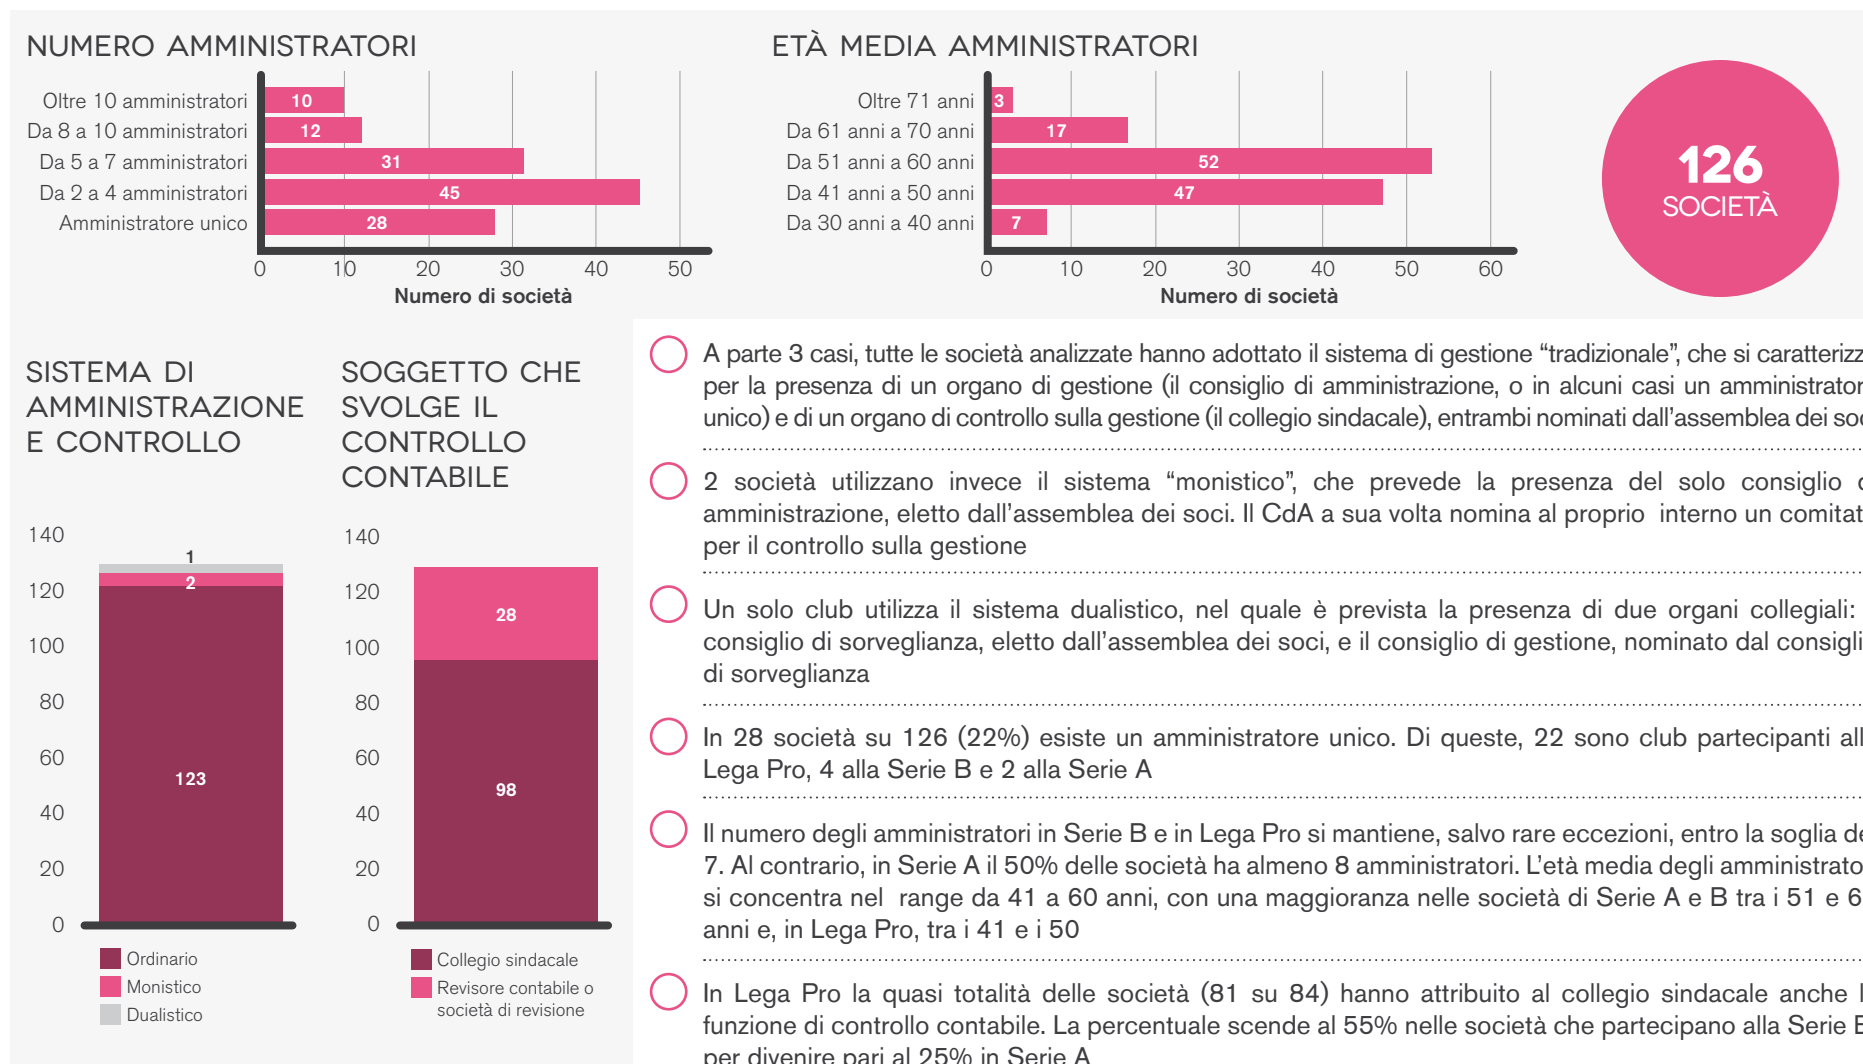 NUMERO AMMINISTRATORI
Oltre 10 amministratori
10
Da 8 a 10 amministratori
12
Da 5 a 7 amministratori
31
Da 2 a 4 amministratori
45
Amministratore unico
28
0 10 20 30 40 50
Numero di società
ETÀ MEDIA AMMINISTRATORI
Oltre 71 anni
3
Da 61 anni a 70 anni
17
Da 51 anni a 60 anni
52
Da 41 anni a 50 anni
47
Da 30 anni a 40 anni
7
0 10 20 30 40 50 60
Numero di società
126
SOCIETÀ
SISTEMA DI
AMMINISTRAZIONE
E CONTROLLO
140
120
100
80
60
40
20
0
1
2
123
Ordinario
Monistico
Dualistico
SOGGETTO CHE
SVOLGE IL
CONTROLLO
CONTABILE
140
120
100
80
60
40
20
0
28
98
Collegio sindacale
Revisore contabile o
società di revisione
A parte 3 casi, tutte le società analizzate hanno adottato il sistema di gestione “tradizionale”, che si caratterizz
per la presenza di un organo di gestione (il consiglio di amministrazione, o in alcuni casi un amministrator
unico) e di un organo di controllo sulla gestione (il collegio sindacale), entrambi nominati dall’assemblea dei soc
2 società utilizzano invece il sistema “monistico”, che prevede la presenza del solo consiglio d
amministrazione, eletto dall’assemblea dei soci. Il CdA a sua volta nomina al proprio interno un comitat
per il controllo sulla gestione
Un solo club utilizza il sistema dualistico, nel quale è prevista la presenza di due organi collegiali:
consiglio di sorveglianza, eletto dall’assemblea dei soci, e il consiglio di gestione, nominato dal consigli
di sorveglianza
In 28 società su 126 (22%) esiste un amministratore unico. Di queste, 22 sono club partecipanti all
Lega Pro, 4 alla Serie B e 2 alla Serie A
Il numero degli amministratori in Serie B e in Lega Pro si mantiene, salvo rare eccezioni, entro la soglia de
7. Al contrario, in Serie A il 50% delle società ha almeno 8 amministratori. L’età media degli amministrato
si concentra nel range da 41 a 60 anni, con una maggioranza nelle società di Serie A e B tra i 51 e 6
anni e, in Lega Pro, tra i 41 e i 50
In Lega Pro la quasi totalità delle società (81 su 84) hanno attribuito al collegio sindacale anche l
funzione di controllo contabile. La percentuale scende al 55% nelle società che partecipano alla Serie B
per divenire pari al 25% in Serie A